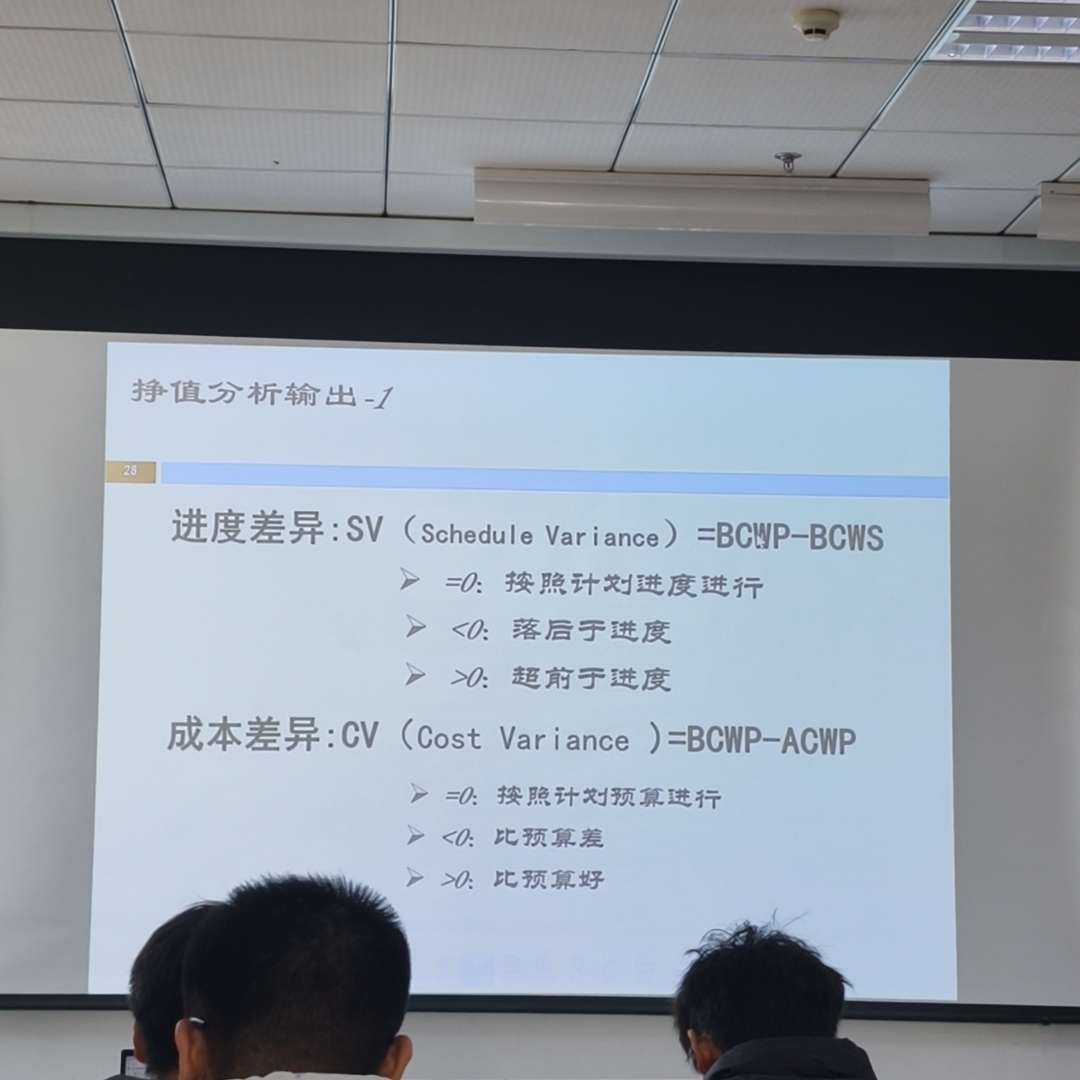 挣值分析输出-1
28
进度差异:SV（Schedule Variance）=BCWP-BCWS
=0: 按照计划进度进行
<0: 落后于进度
>0: 超前于进度
成本差异:CV（Cost Variance )=BCWP-ACWP
=0: 按照计划预算进行
<0: 比预算差
>0: 比预算好